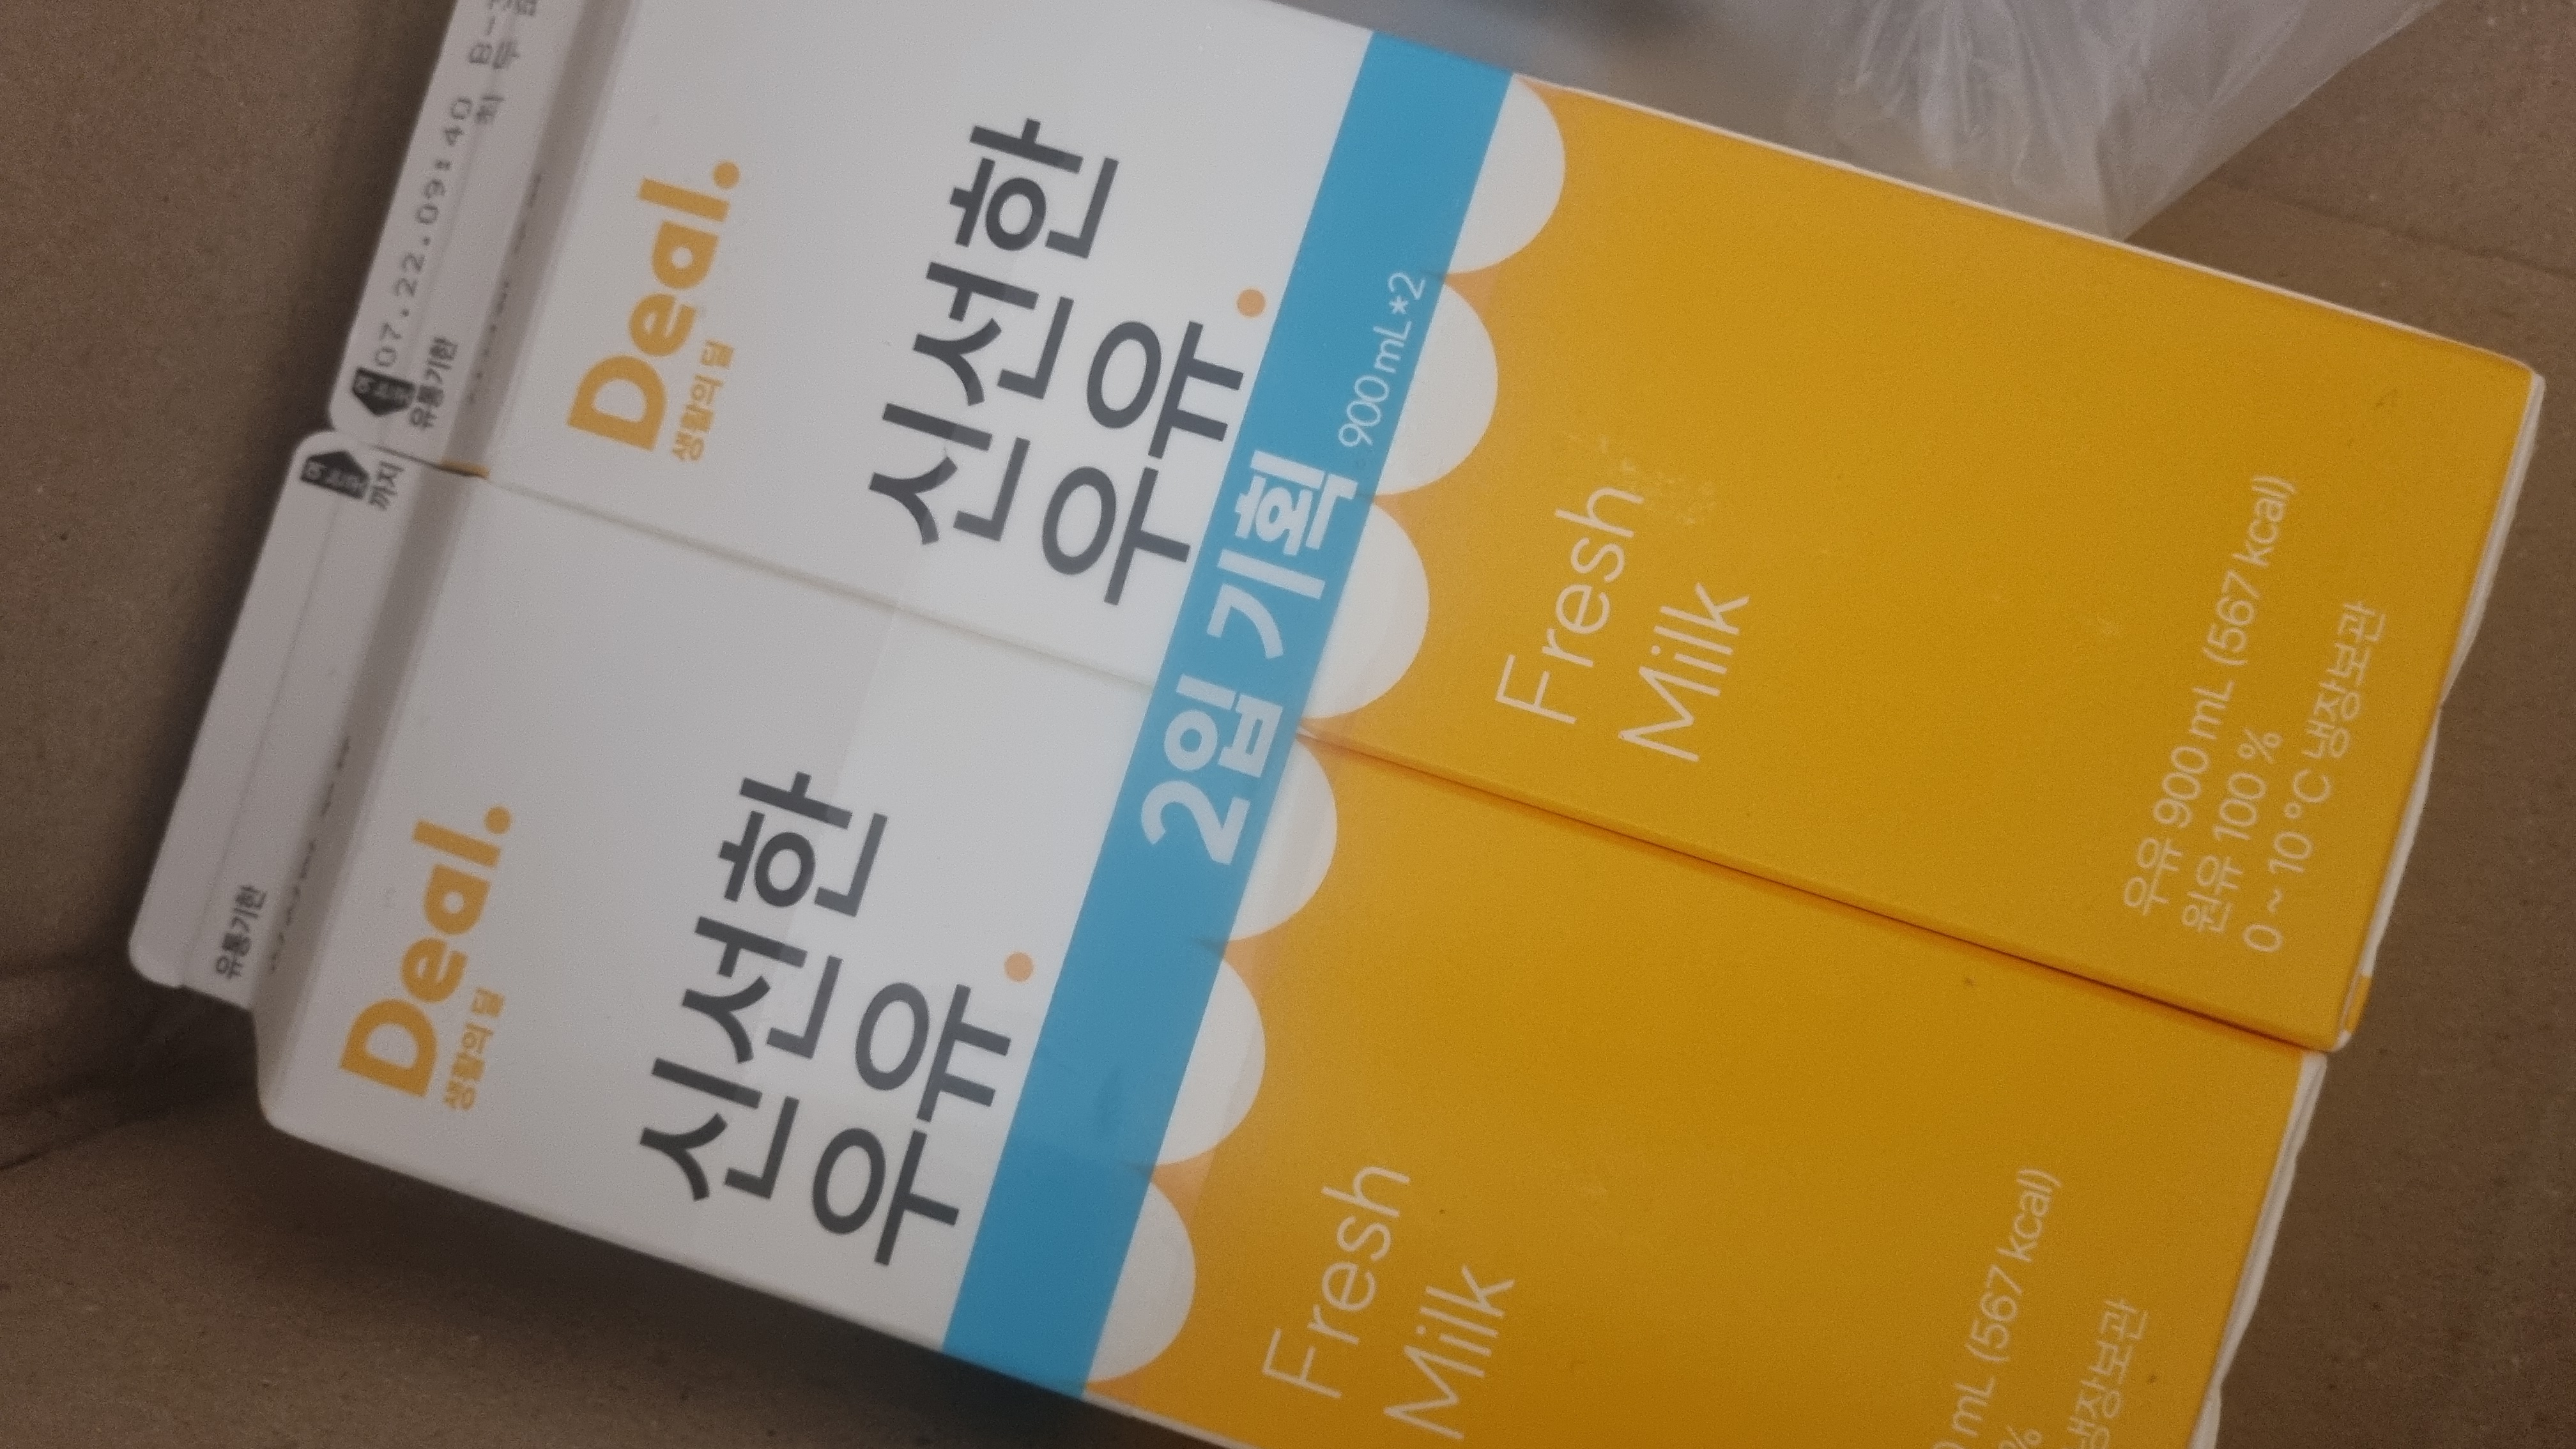 07.22.09:40
유통기한
Deal.
생활의 딜
신선한
우유.
까지
유통기한
Deal.
생활의 딜
신선한
우유.
2입 기획 900 mL*2
Fresh
Milk
우유 900 mL (567 kcal)
원유 100 %
0 ~ 10 °C 냉장보관
Fresh
Milk
mL (567 kcal)
%
냉장보관